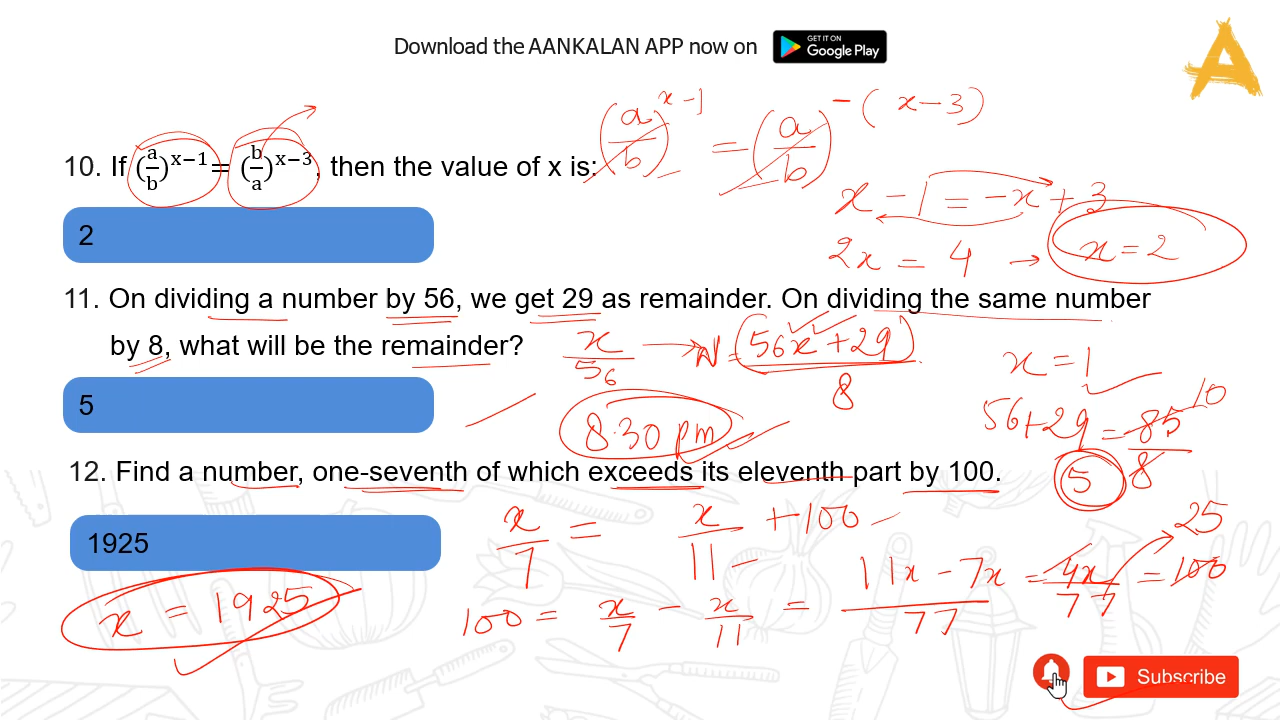 Download the AANKALAN APP now on GET IT ON Google Play
A
(a/b)^x-1 = (a/b)^-(x-3)
10. If (a/b)^x−1 = (b/a)^x−3, then the value of x is:
x - 1 = -x + 3
2
2x = 4 → x = 2
11. On dividing a number by 56, we get 29 as remainder. On dividing the same number
by 8, what will be the remainder?
x/56 → N = (56x + 29)/8
x = 1
5
56+29 = 85/8 10
8.30 pm
5
12. Find a number, one-seventh of which exceeds its eleventh part by 100.
x/7 = x/11 + 100
25
1925
100 = x/7 - x/11 = 11x - 7x/77 = 4x/77 = 100
x = 1925
Subscribe